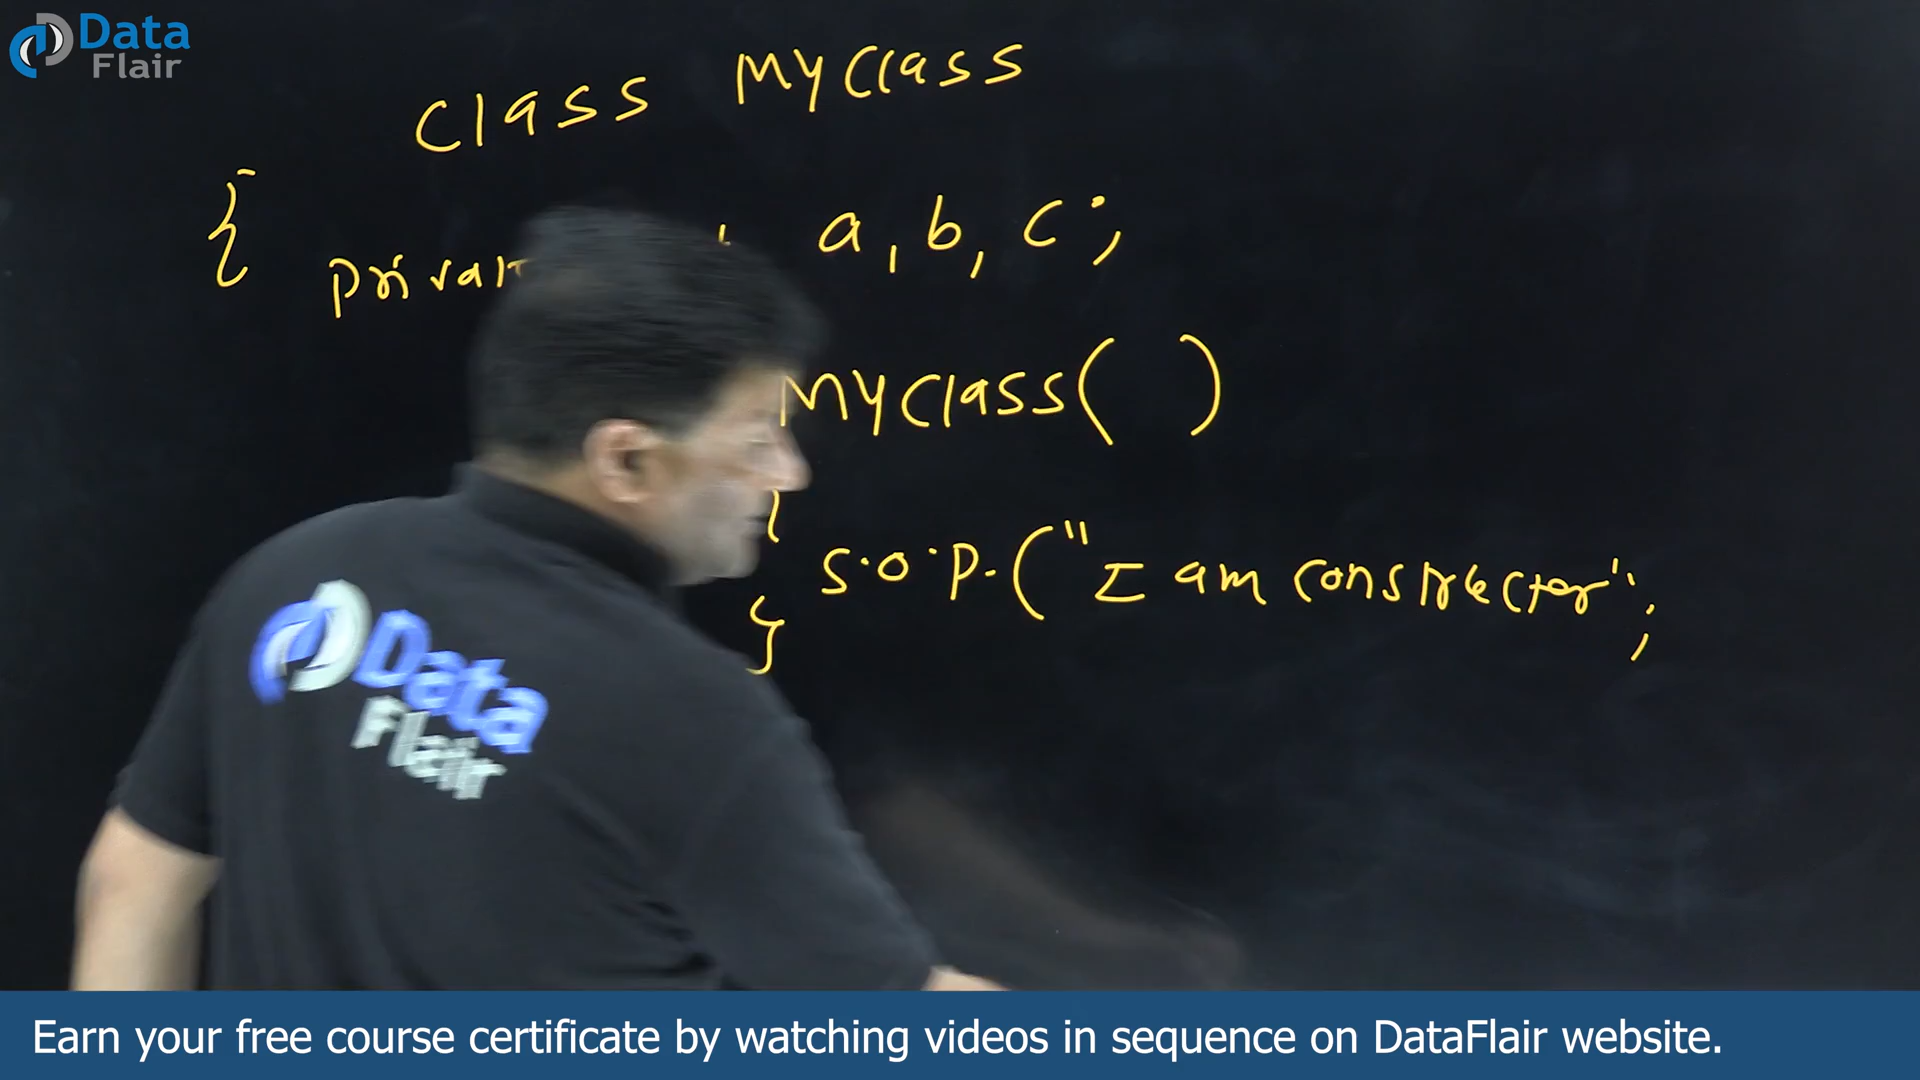 Data
Flair
class MyClass
{
a, b, c;
MyClass( )
S.O.P.("I am constructor";
}
Data
Flair
Earn your free course certificate by watching videos in sequence on DataFlair website.